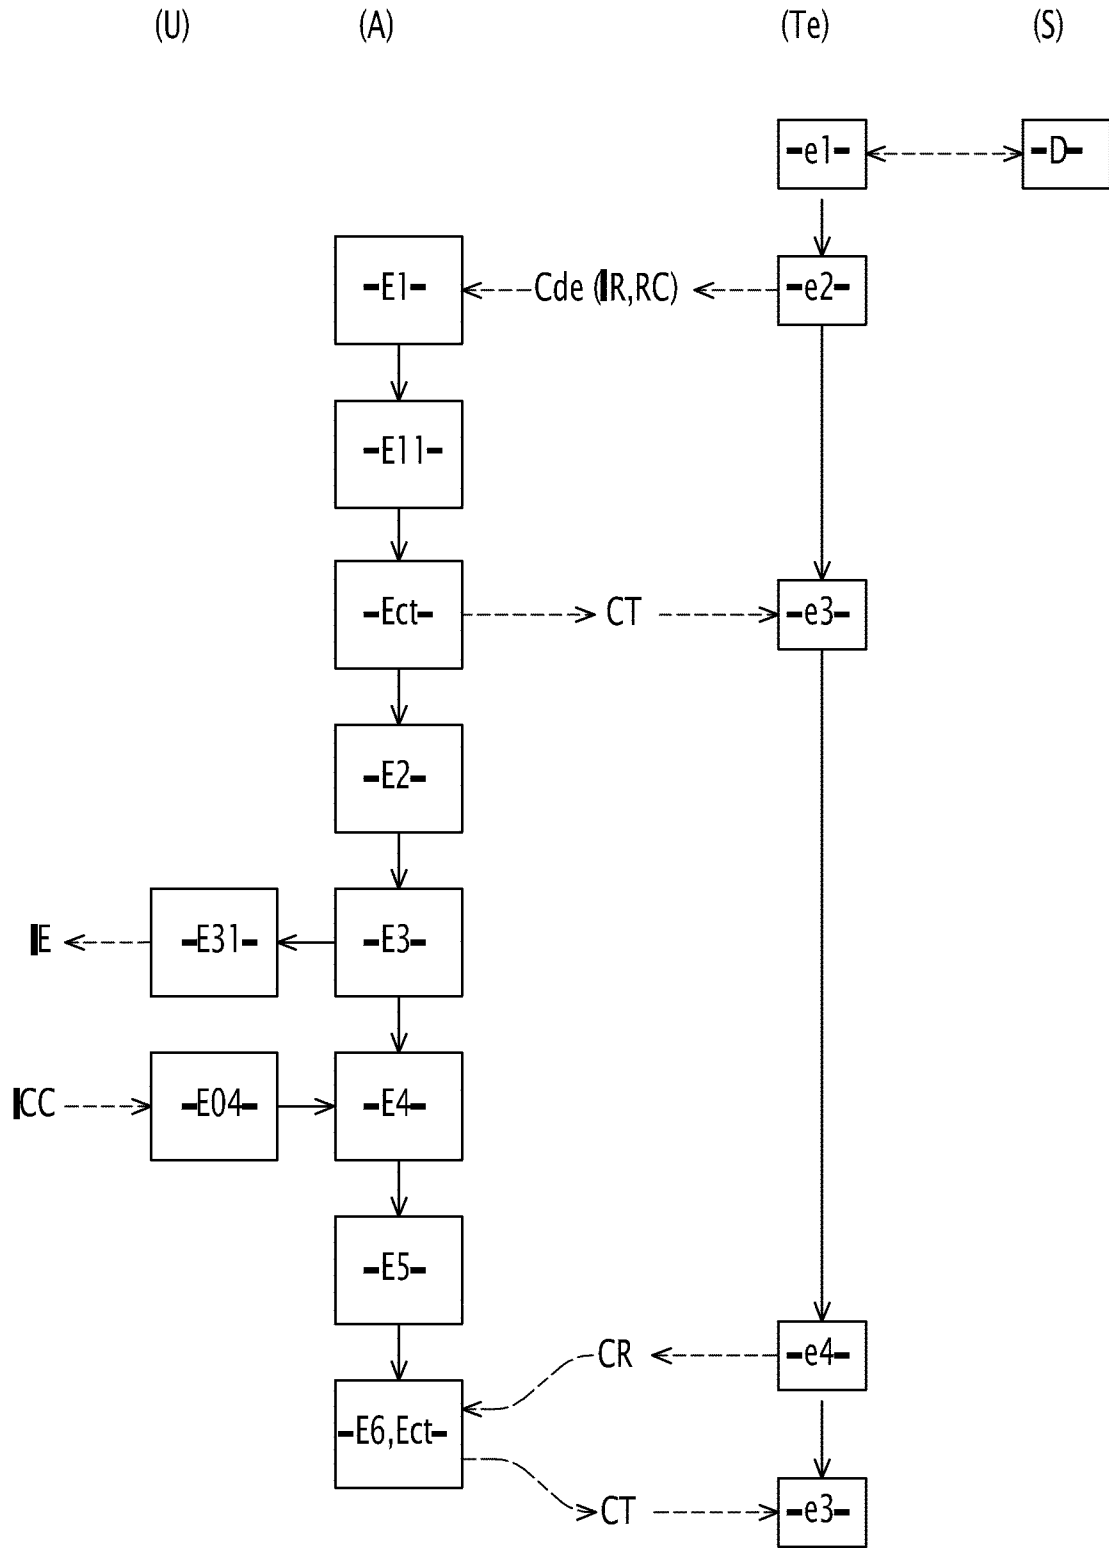 (U) (A) (Te) (S)
-e1- -D-
-E1- Cde (IR,RC) -e2-
-E11-
-Ect- CT -e3-
-E2-
IE -E31- -E3-
ICC -E04- -E4-
-E5-
CR -e4-
-E6,Ect-
CT -e3-